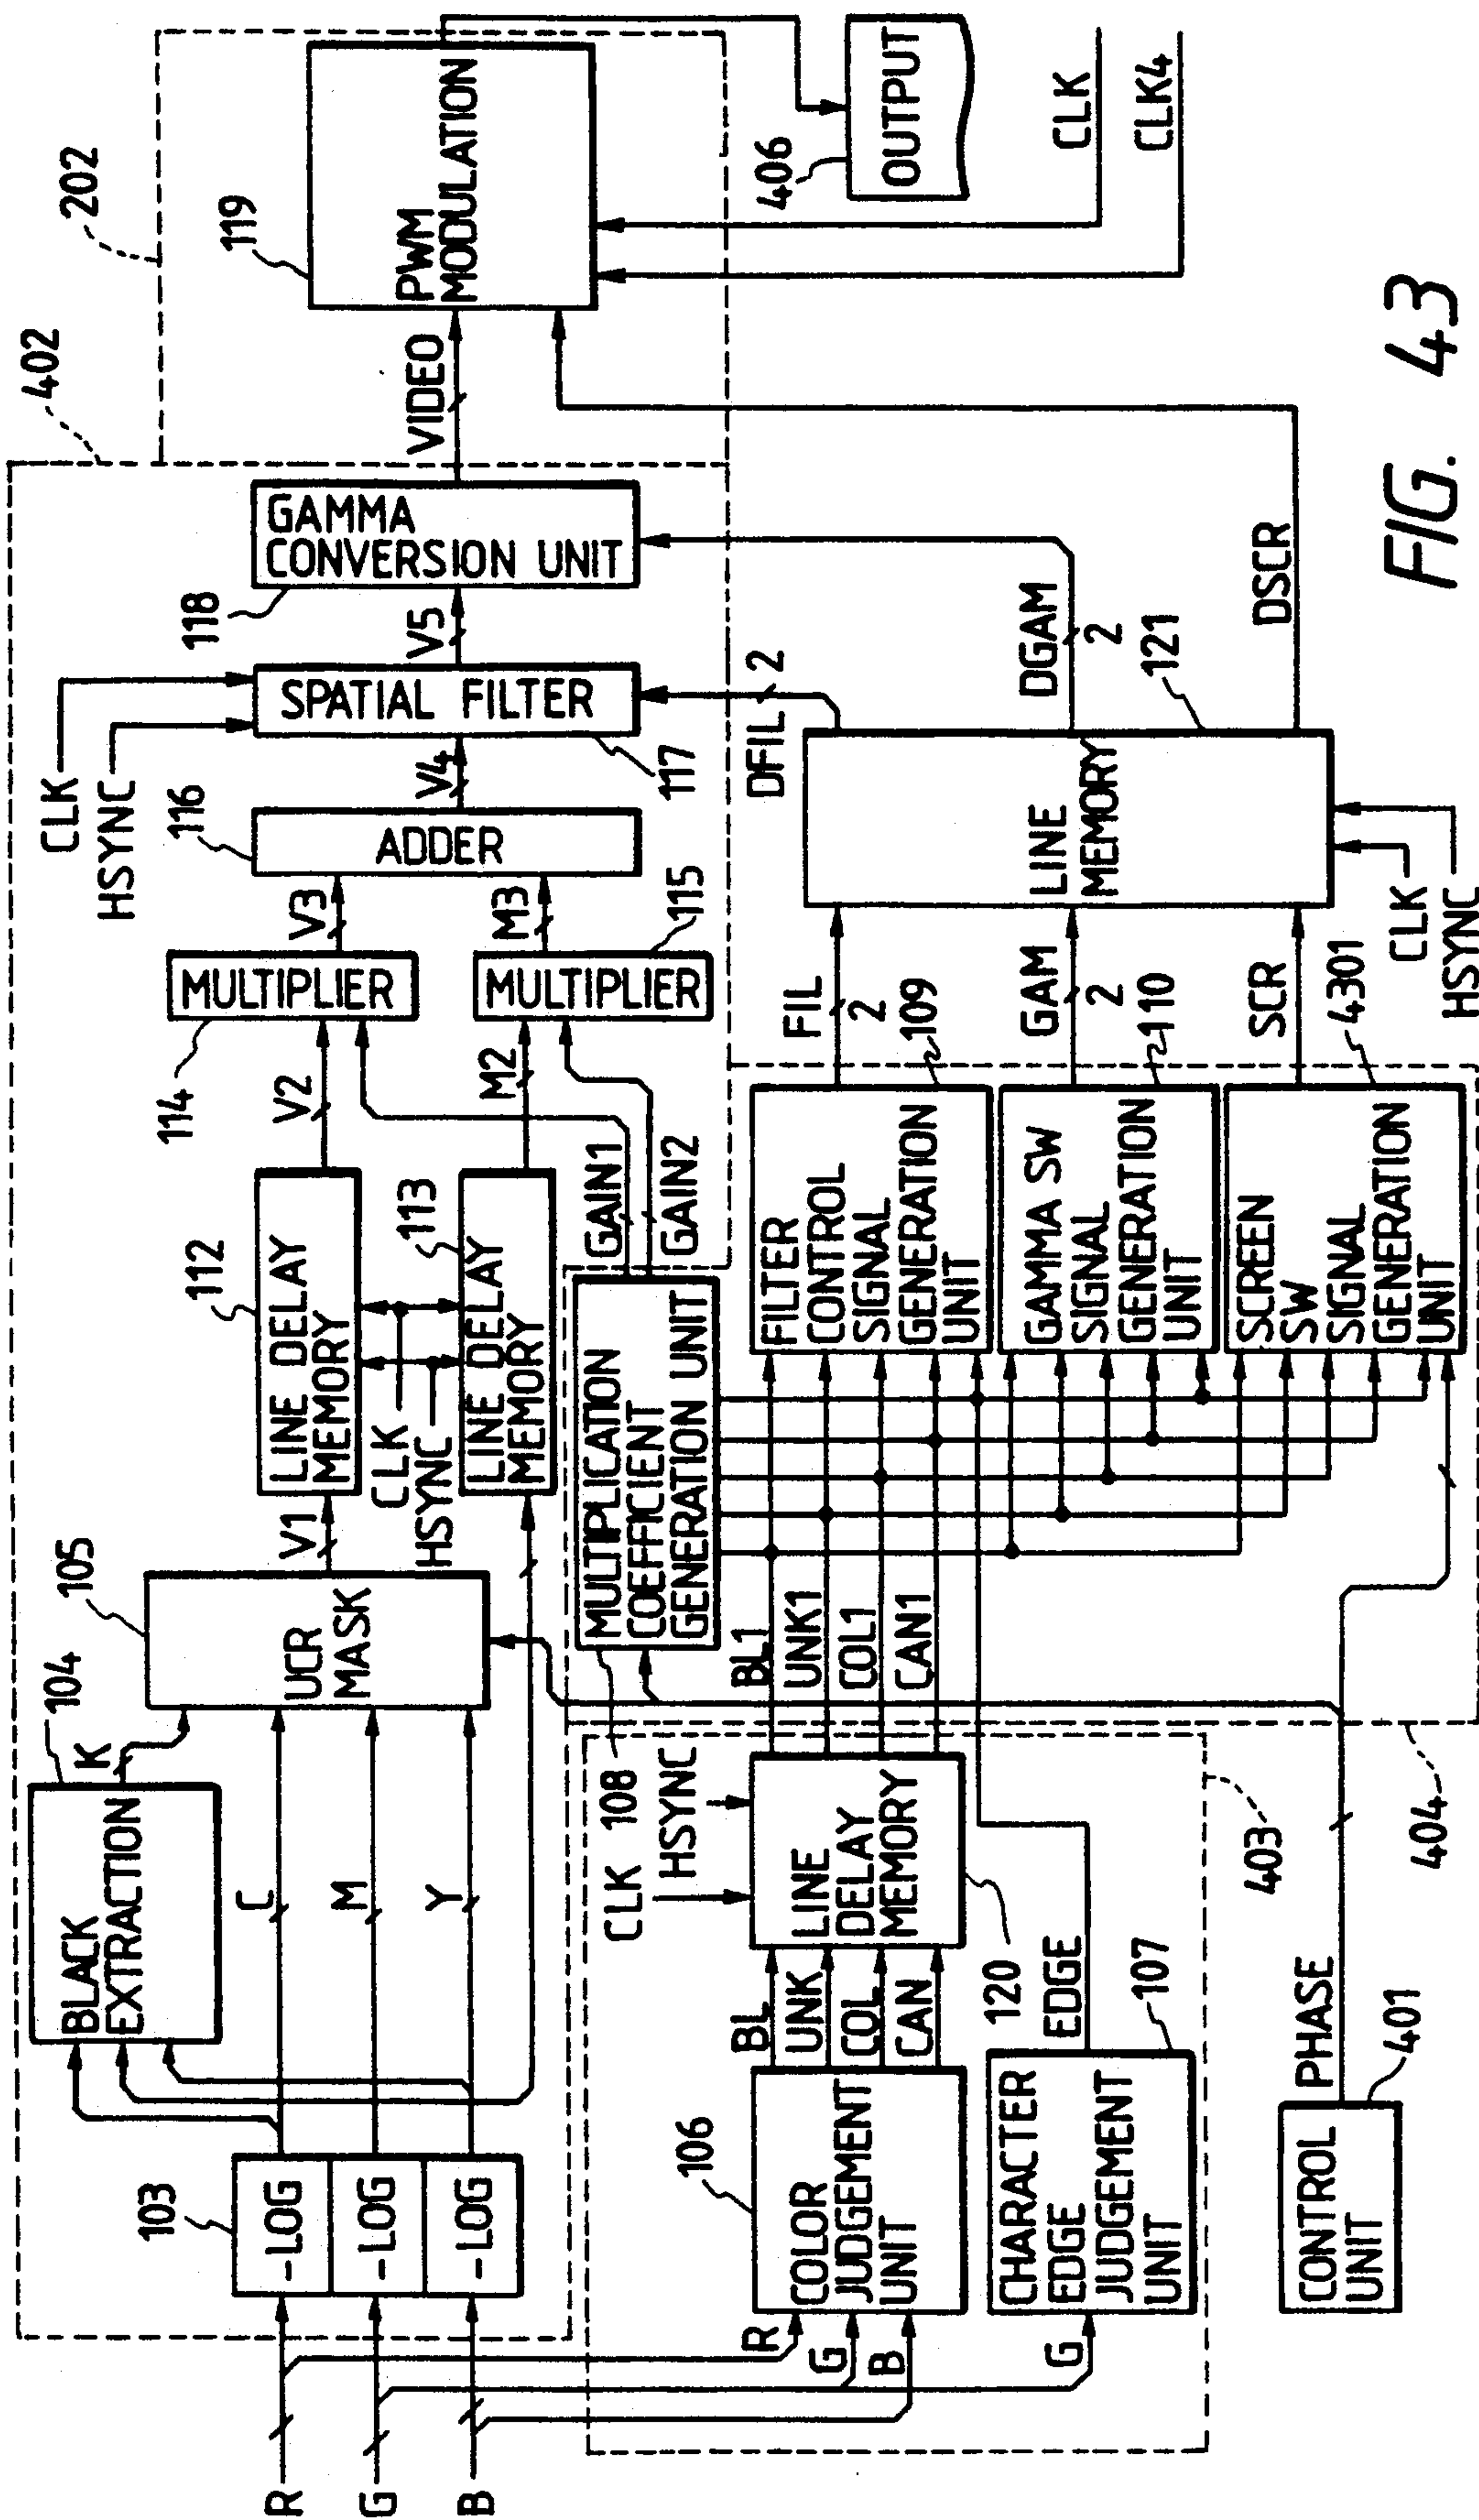 202
402
119
PWM
MODULATION
VIDEO
406
OUTPUT
CLK
CLK4
118
GAMMA
CONVERSION UNIT
V5
CLK
HSYNC
SPATIAL FILTER
117
V4
116
ADDER
V3
M3
115
MULTIPLIER
MULTIPLIER
114
V2
M2
GAIN1
GAIN2
112
LINE DELAY
MEMORY
113
LINE DELAY
MEMORY
CLK
HSYNC
V1
105
UCR
MASK
104
K
BLACK
EXTRACTION
C
M
Y
103
-LOG
-LOG
-LOG
R
G
B
MULTIPLICATION
COEFFICIENT
GENERATION UNIT
108
DFIL
2
DGAM
2
121
DSCR
LINE
MEMORY
CLK
HSYNC
FIL
2
109
GAM
2
110
SCR
4301
FILTER
CONTROL
SIGNAL
GENERATION
UNIT
GAMMA SW
SIGNAL
GENERATION
UNIT
SCREEN
SW
SIGNAL
GENERATION
UNIT
BL1
UNK1
COL1
CAN1
CLK
HSYNC
LINE
DELAY
MEMORY
120
BL
UNK
COL
CAN
EDGE
107
106
COLOR
JUDGEMENT
UNIT
CHARACTER
EDGE
JUDGEMENT
UNIT
R
G
B
G
403
404
PHASE
401
CONTROL
UNIT
FIG. 43